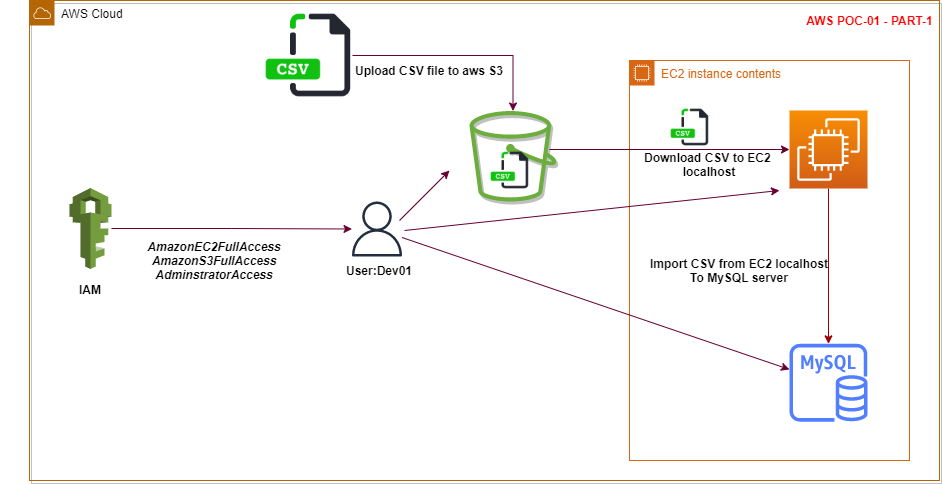 AWS Cloud
AWS POC-01 - PART-1
CSV
Upload CSV file to aws S3
EC2 instance contents
CSV
CSV
Download CSV to EC2
localhost
IAM
AmazonEC2FullAccess
AmazonS3FullAccess
AdminstratorAccess
User:Dev01
Import CSV from EC2 localhost
To MySQL server
MySQL